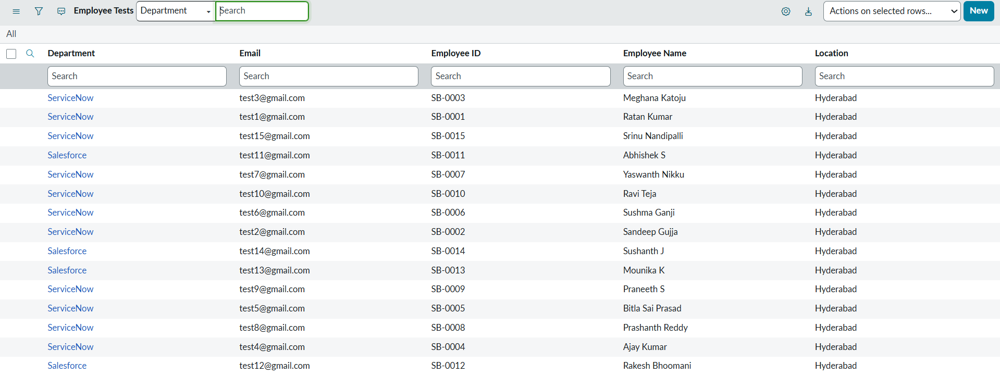 Employee Tests Department Search Actions on selected rows... New
All
Department Email Employee ID Employee Name Location
Search Search Search Search Search
ServiceNow test3@gmail.com SB-0003 Meghana Katoju Hyderabad
ServiceNow test1@gmail.com SB-0001 Ratan Kumar Hyderabad
ServiceNow test15@gmail.com SB-0015 Srinu Nandipalli Hyderabad
Salesforce test11@gmail.com SB-0011 Abhishek S Hyderabad
ServiceNow test7@gmail.com SB-0007 Yaswanth Nikku Hyderabad
ServiceNow test10@gmail.com SB-0010 Ravi Teja Hyderabad
ServiceNow test6@gmail.com SB-0006 Sushma Ganji Hyderabad
ServiceNow test2@gmail.com SB-0002 Sandeep Gujja Hyderabad
Salesforce test14@gmail.com SB-0014 Sushanth J Hyderabad
Salesforce test13@gmail.com SB-0013 Mounika K Hyderabad
ServiceNow test9@gmail.com SB-0009 Praneeth S Hyderabad
ServiceNow test5@gmail.com SB-0005 Bitla Sai Prasad Hyderabad
ServiceNow test8@gmail.com SB-0008 Prashanth Reddy Hyderabad
ServiceNow test4@gmail.com SB-0004 Ajay Kumar Hyderabad
Salesforce test12@gmail.com SB-0012 Rakesh Bhoomani Hyderabad